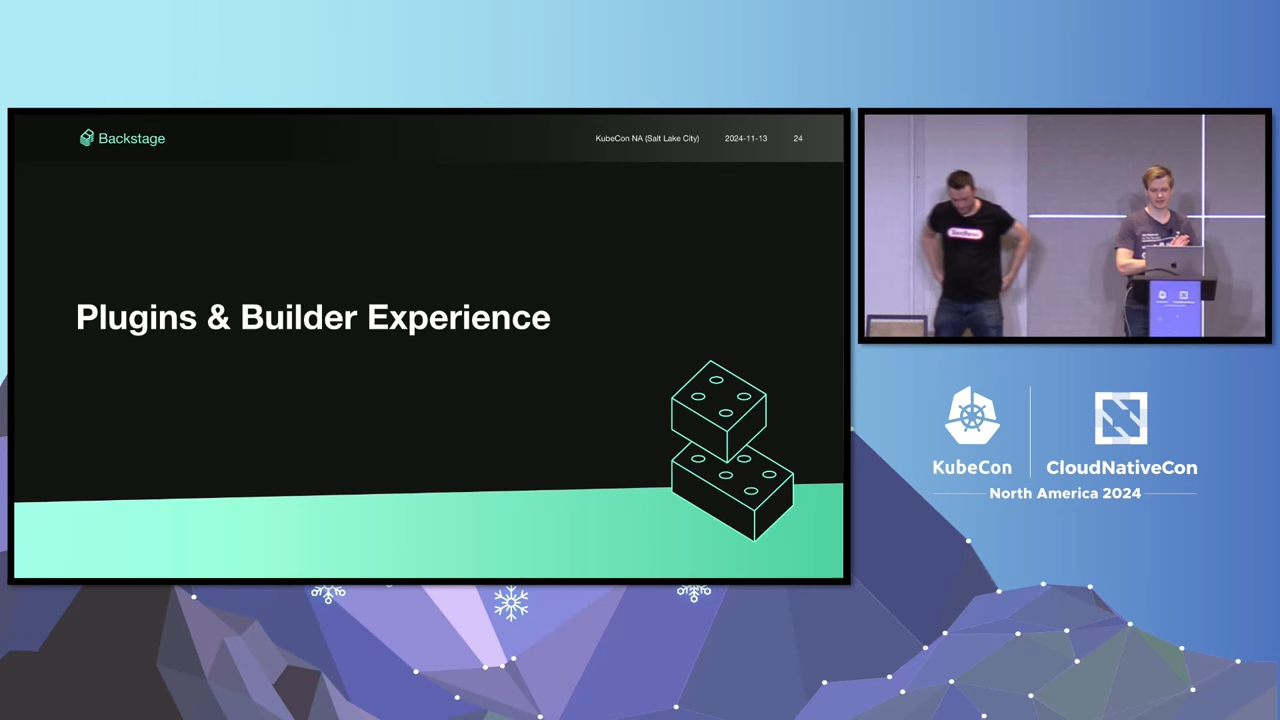 Backstage
KubeCon NA (Salt Lake City) 2024-11-13 24
Plugins & Builder Experience
KubeCon CloudNativeCon
North America 2024